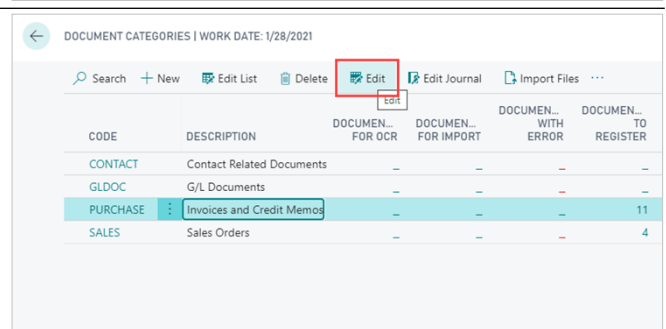 DOCUMENT CATEGORIES | WORK DATE: 1/28/2021
Search + New Edit List Delete Edit Edit Journal Import Files ...
Edit
CODE DESCRIPTION DOCUMEN... FOR OCR DOCUMEN... FOR IMPORT DOCUMEN... WITH ERROR DOCUMEN... TO REGISTER
CONTACT Contact Related Documents _ _ _ _
GLDOC G/L Documents _ _ _ _
PURCHASE Invoices and Credit Memos _ _ _ 11
SALES Sales Orders _ _ _ 4